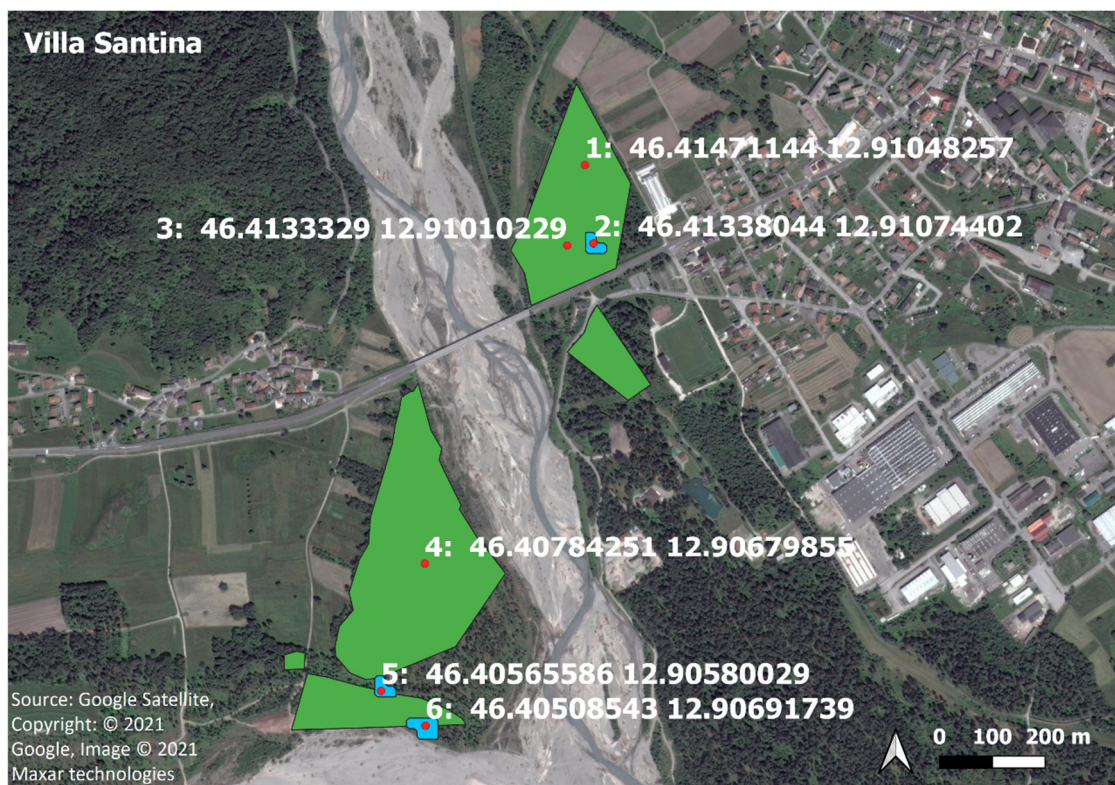 Villa Santina
1: 46.41471144 12.91048257
3: 46.4133329 12.91010229
2: 46.41338044 12.91074402
4: 46.40784251 12.90679855
5: 46.40565586 12.90580029
6: 46.40508543 12.90691739
Source: Google Satellite,
Copyright: © 2021
Google, Image © 2021
Maxar technologies
0 100 200 m